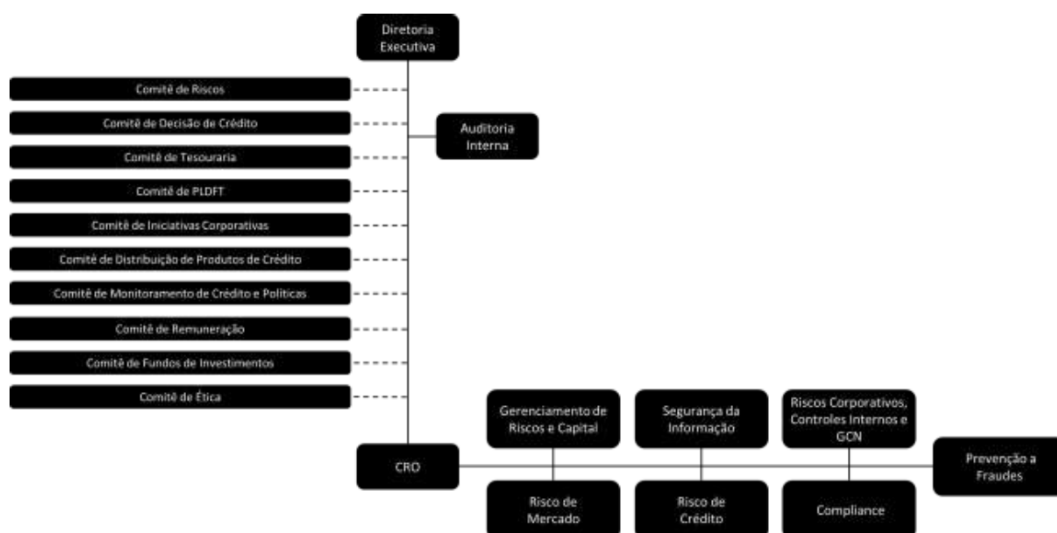 Diretoria
Executiva
Comitê de Riscos
Comitê de Decisão de Crédito
Auditoria
Interna
Comitê de Tesouraria
Comitê de PLDFT
Comitê de Iniciativas Corporativas
Comitê de Distribuição de Produtos de Crédito
Comitê de Monitoramento de Crédito e Políticas
Comitê de Remuneração
Comitê de Fundos de Investimentos
Comitê de Ética
Gerenciamento de
Riscos e Capital
Segurança da
Informação
Riscos Corporativos,
Controles Internos e
GCN
CRO
Prevenção a
Fraudes
Risco de
Mercado
Risco de
Crédito
Compliance